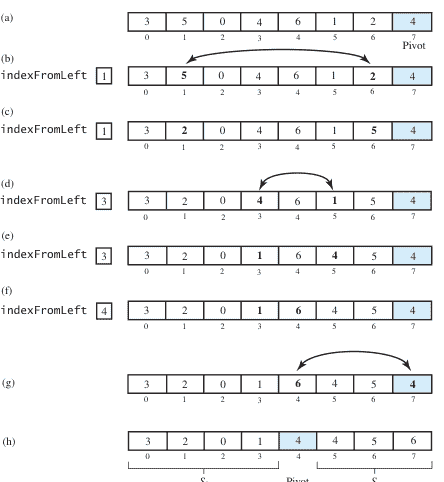 (a) 3 5 0 4 6 1 2 4
0 1 2 3 4 5 6 7
Pivot
(b)
indexFromLeft 1 3 5 0 4 6 1 2 4
0 1 2 3 4 5 6 7
(c)
indexFromLeft 1 3 2 0 4 6 1 5 4
0 1 2 3 4 5 6 7
(d)
indexFromLeft 3 3 2 0 4 6 1 5 4
0 1 2 3 4 5 6 7
(e)
indexFromLeft 3 3 2 0 1 6 4 5 4
0 1 2 3 4 5 6 7
(f)
indexFromLeft 4 3 2 0 1 6 4 5 4
0 1 2 3 4 5 6 7
(g) 3 2 0 1 6 4 5 4
0 1 2 3 4 5 6 7
(h) 3 2 0 1 4 4 5 6
0 1 2 3 4 5 6 7
Pivot